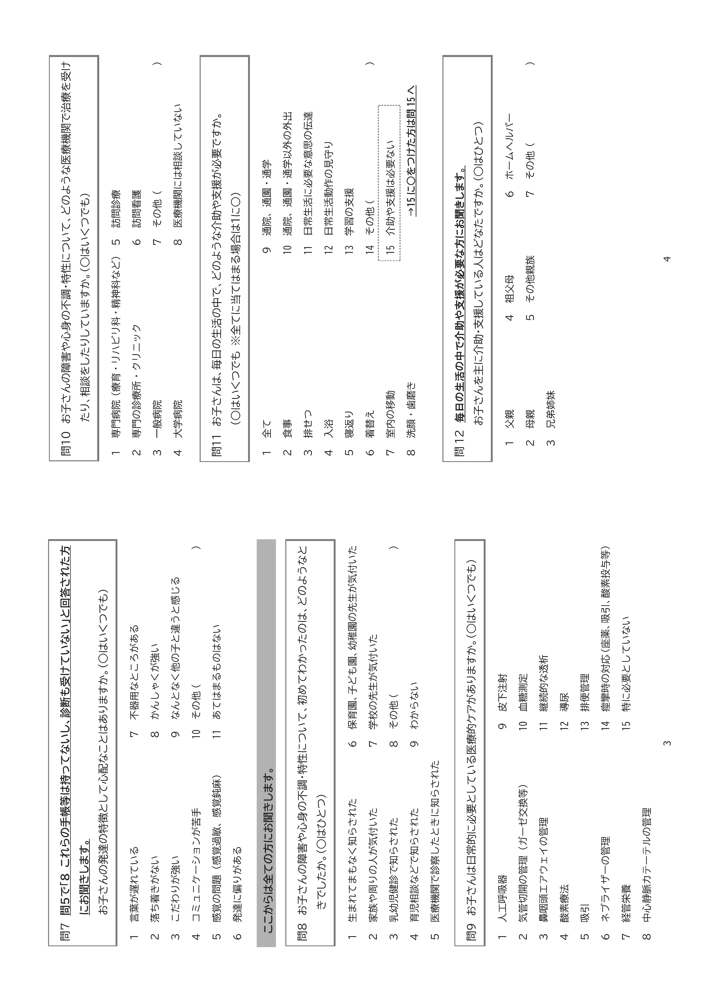 問7 問5で「8 これらの手帳等は持ってないし、診断も受けていない」と回答された方
にお聞きします。
お子さんの発達の特徴として心配なことはありますか。(〇はいくつでも)
1 言葉が遅れている
2 落ち着きがない
3 こだわりが強い
4 コミュニケーションが苦手
5 感覚の問題(感覚過敏、感覚鈍麻)
6 発達に偏りがある
7 不器用なところがある
8 かんしゃくが強い
9 なんとなく他の子と違うと感じる
10 その他( )
11 あてはまるものはない
ここからは全ての方にお聞きします。
問8 お子さんの障害や心身の不調・特性について、初めてわかったのは、どのようなと
きでしたか。(〇はひとつ)
1 生まれてまもなく知らされた
2 家族や周りの人が気付いた
3 乳幼児健診で知らされた
4 育児相談などで知らされた
5 医療機関で診察したときに知らされた
6 保育園、子ども園、幼稚園の先生が気付いた
7 学校の先生が気付いた
8 その他( )
9 わからない
問9 お子さんは日常的に必要としている医療的ケアがありますか。(〇はいくつでも)
1 人工呼吸器
2 気管切開の管理(ガーゼ交換等)
3 鼻咽頭エアウェイの管理
4 酸素療法
5 吸引
6 ネブライザーの管理
7 経管栄養
8 中心静脈カテーテルの管理
9 皮下注射
10 血糖測定
11 継続的な透析
12 導尿
13 排便管理
14 痙攣時の対応(座薬、吸引、酸素投与等)
15 特に必要としていない
3
問10 お子さんの障害や心身の不調・特性について、どのような医療機関で治療を受け
たり、相談をしたりしていますか。(〇はいくつでも)
1 専門病院(療育・リハビリ科・精神科など)
2 専門の診療所・クリニック
3 一般病院
4 大学病院
5 訪問診療
6 訪問看護
7 その他( )
8 医療機関には相談していない
問11 お子さんは、毎日の生活の中で、どのような介助や支援が必要ですか。
(〇はいくつでも ※全てに当てはまる場合は1に〇)
1 全て
2 食事
3 排せつ
4 入浴
5 寝返り
6 着替え
7 室内の移動
8 洗顔・歯磨き
9 通院、通園・通学
10 通院、通園・通学以外の外出
11 日常生活に必要な意思の伝達
12 日常生活動作の見守り
13 学習の支援
14 その他( )
15 介助や支援は必要ない
→15に〇をつけた方は問15へ
問12 毎日の生活の中で介助や支援が必要な方にお聞きします。
お子さんを主に介助・支援している人はどなたですか。(〇はひとつ)
1 父親
2 母親
3 兄弟姉妹
4 祖父母
5 その他親族
6 ホームヘルパー
7 その他( )
4